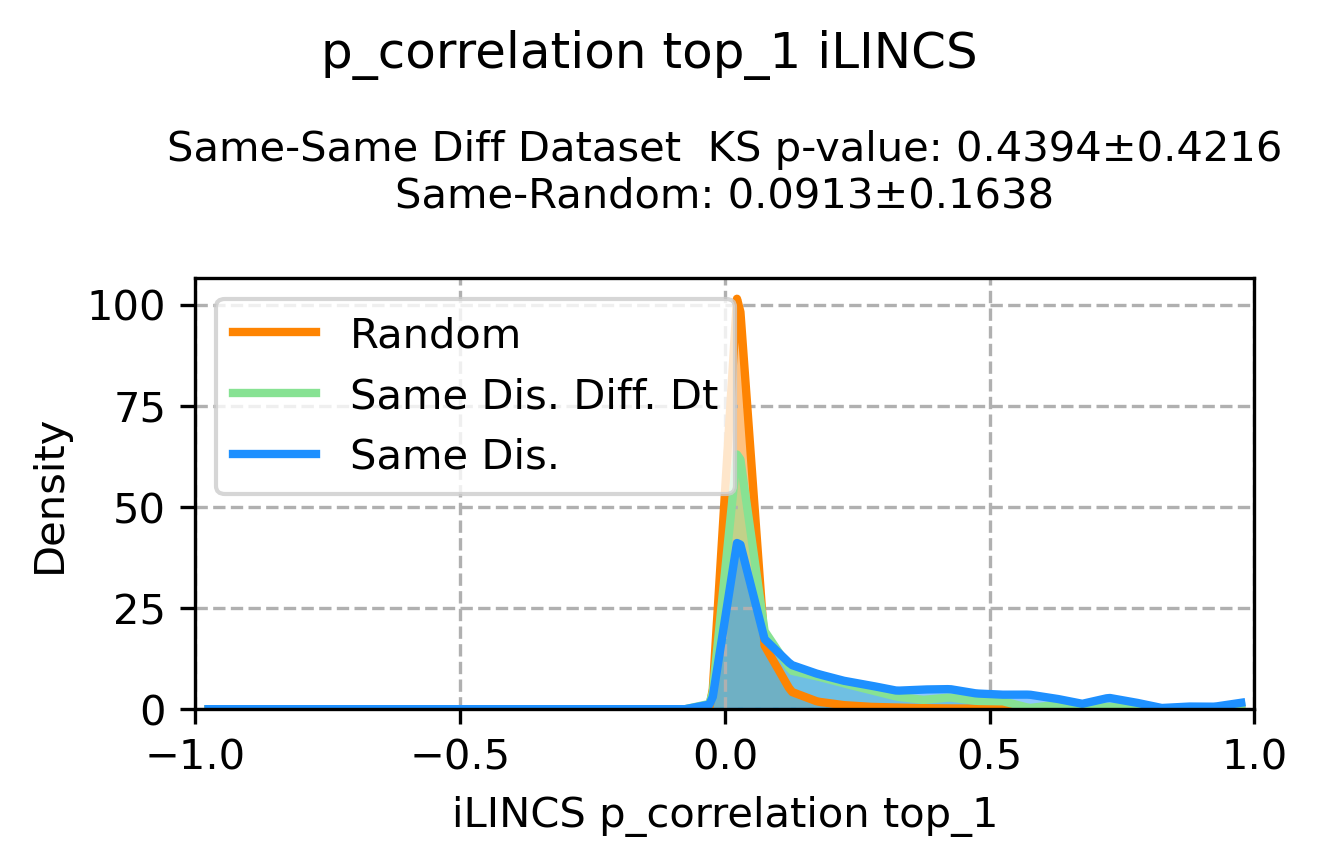 p_correlation top_1 iLINCS
Same-Same Diff Dataset  KS p-value: 0.4394±0.4216
Same-Random: 0.0913±0.1638
100
75
50
25
0
Density
Random
Same Dis. Diff. Dt
Same Dis.
−1.0
−0.5
0.0
0.5
1.0
iLINCS p_correlation top_1